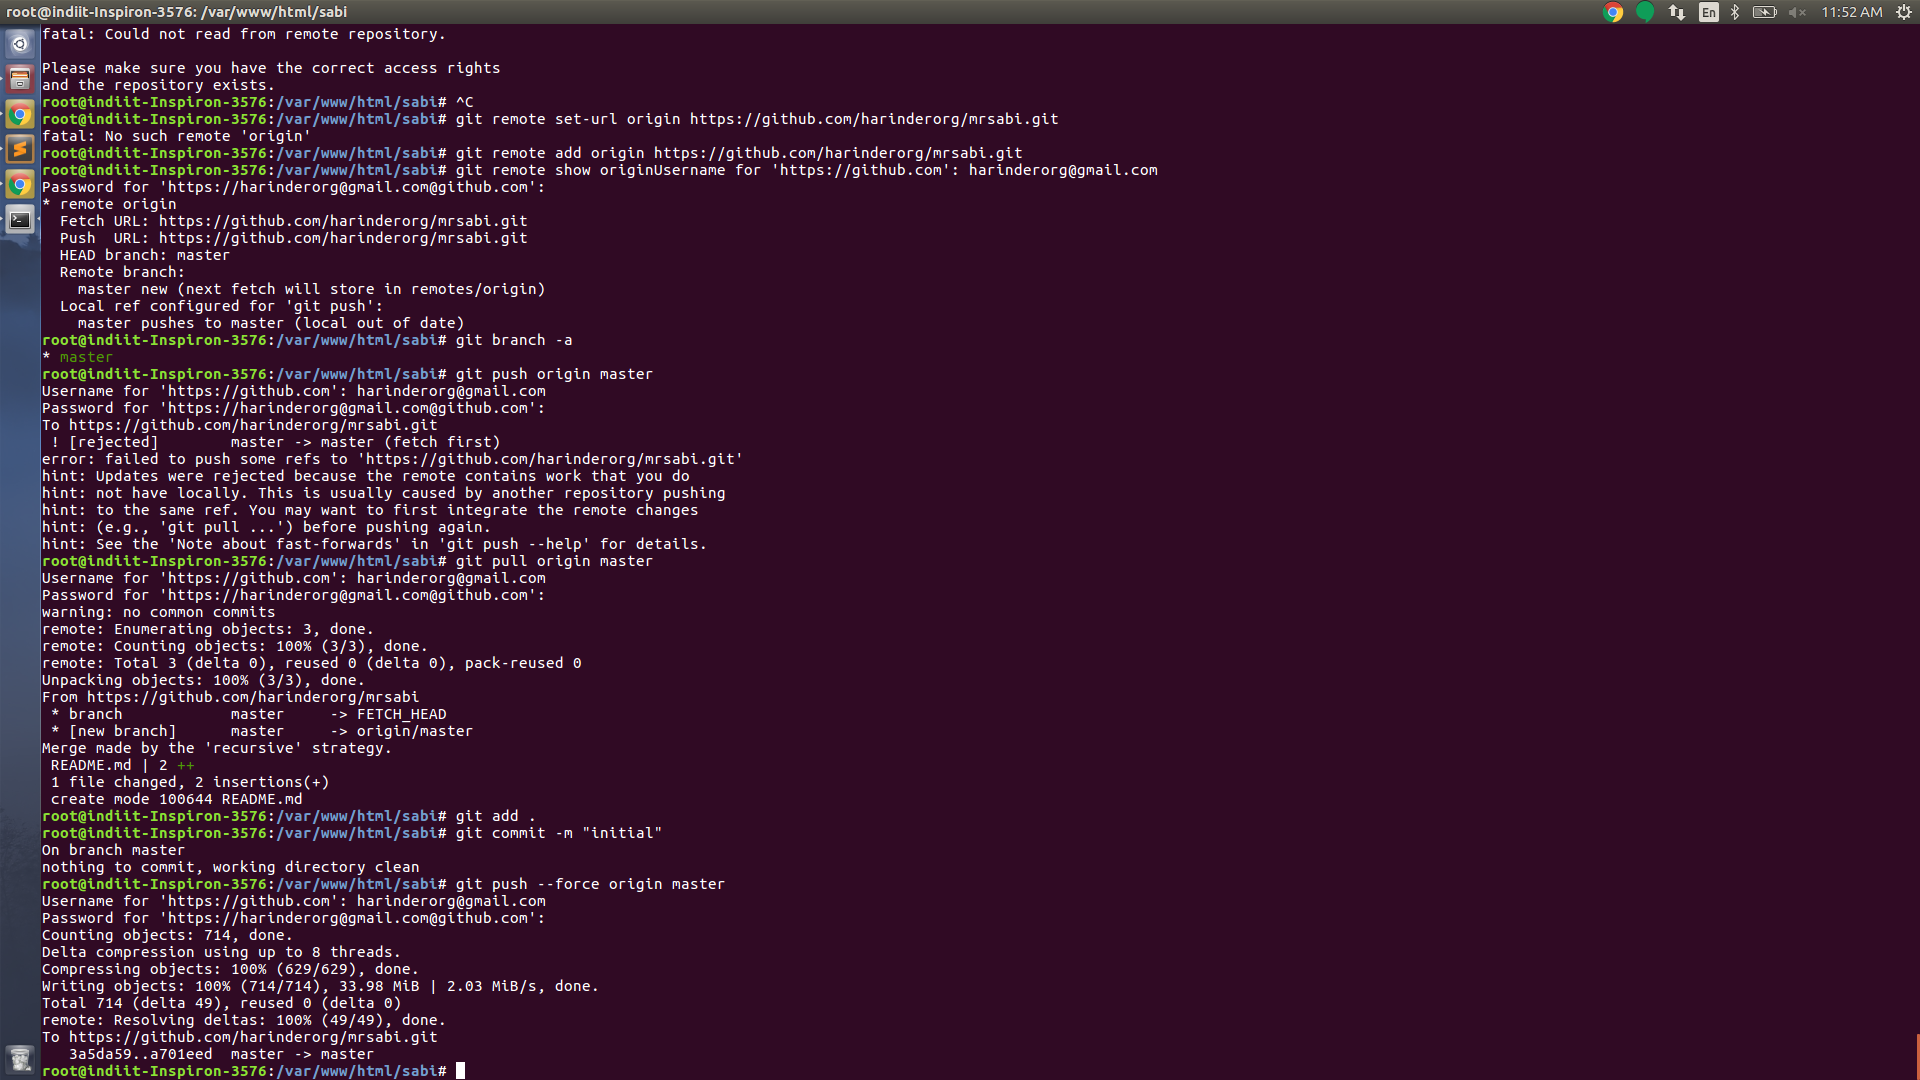 root@indiit-Inspiron-3576: /var/www/html/sabi
En
11:52 AM
fatal: Could not read from remote repository.
Please make sure you have the correct access rights
and the repository exists.
root@indiit-Inspiron-3576:/var/www/html/sabi# ^C
root@indiit-Inspiron-3576:/var/www/html/sabi# git remote set-url origin https://github.com/harinderorg/mrsabi.git
fatal: No such remote 'origin'
root@indiit-Inspiron-3576:/var/www/html/sabi# git remote add origin https://github.com/harinderorg/mrsabi.git
root@indiit-Inspiron-3576:/var/www/html/sabi# git remote show originUsername for 'https://github.com': harinderorg@gmail.com
Password for 'https://harinderorg@gmail.com@github.com':
* remote origin
  Fetch URL: https://github.com/harinderorg/mrsabi.git
  Push  URL: https://github.com/harinderorg/mrsabi.git
  HEAD branch: master
  Remote branch:
    master new (next fetch will store in remotes/origin)
  Local ref configured for 'git push':
    master pushes to master (local out of date)
root@indiit-Inspiron-3576:/var/www/html/sabi# git branch -a
* master
root@indiit-Inspiron-3576:/var/www/html/sabi# git push origin master
Username for 'https://github.com': harinderorg@gmail.com
Password for 'https://harinderorg@gmail.com@github.com':
To https://github.com/harinderorg/mrsabi.git
 ! [rejected]        master -> master (fetch first)
error: failed to push some refs to 'https://github.com/harinderorg/mrsabi.git'
hint: Updates were rejected because the remote contains work that you do
hint: not have locally. This is usually caused by another repository pushing
hint: to the same ref. You may want to first integrate the remote changes
hint: (e.g., 'git pull ...') before pushing again.
hint: See the 'Note about fast-forwards' in 'git push --help' for details.
root@indiit-Inspiron-3576:/var/www/html/sabi# git pull origin master
Username for 'https://github.com': harinderorg@gmail.com
Password for 'https://harinderorg@gmail.com@github.com':
warning: no common commits
remote: Enumerating objects: 3, done.
remote: Counting objects: 100% (3/3), done.
remote: Total 3 (delta 0), reused 0 (delta 0), pack-reused 0
Unpacking objects: 100% (3/3), done.
From https://github.com/harinderorg/mrsabi
 * branch            master     -> FETCH_HEAD
 * [new branch]      master     -> origin/master
Merge made by the 'recursive' strategy.
 README.md | 2 ++
 1 file changed, 2 insertions(+)
 create mode 100644 README.md
root@indiit-Inspiron-3576:/var/www/html/sabi# git add .
root@indiit-Inspiron-3576:/var/www/html/sabi# git commit -m "initial"
On branch master
nothing to commit, working directory clean
root@indiit-Inspiron-3576:/var/www/html/sabi# git push --force origin master
Username for 'https://github.com': harinderorg@gmail.com
Password for 'https://harinderorg@gmail.com@github.com':
Counting objects: 714, done.
Delta compression using up to 8 threads.
Compressing objects: 100% (629/629), done.
Writing objects: 100% (714/714), 33.98 MiB | 2.03 MiB/s, done.
Total 714 (delta 49), reused 0 (delta 0)
remote: Resolving deltas: 100% (49/49), done.
To https://github.com/harinderorg/mrsabi.git
   3a5da59..a701eed  master -> master
root@indiit-Inspiron-3576:/var/www/html/sabi#